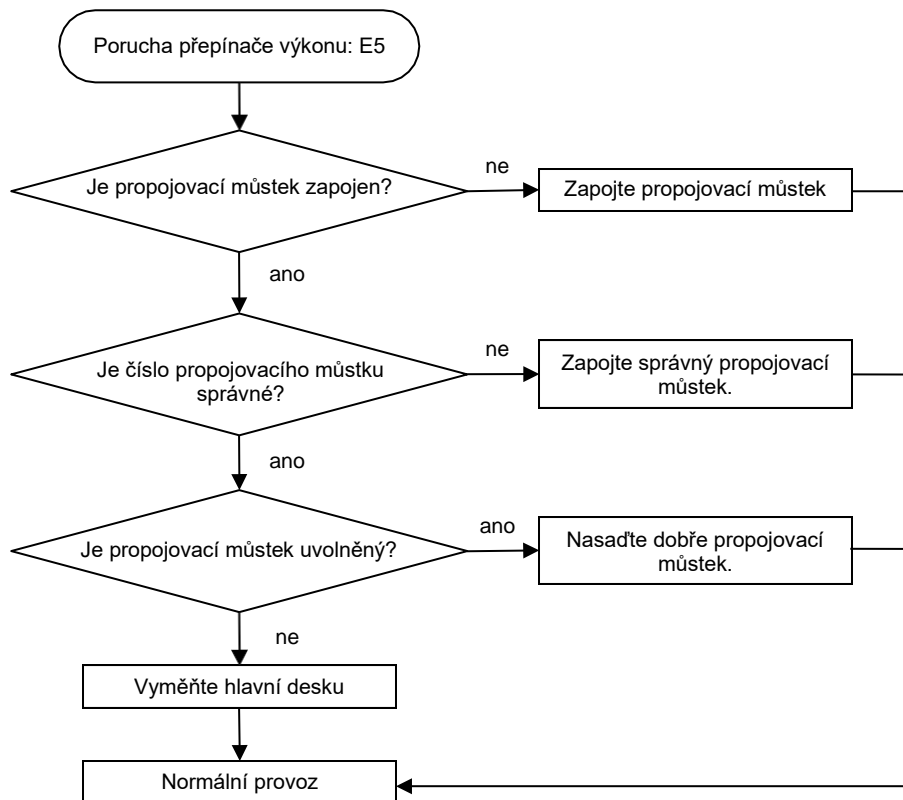 Porucha přepínače výkonu: E5
Je propojovací můstek zapojen?
ne
Zapojte propojovací můstek
ano
Je číslo propojovacího můstku
správné?
ne
Zapojte správný propojovací
můstek.
ano
Je propojovací můstek uvolněný?
ano
Nasaďte dobře propojovací
můstek.
ne
Vyměňte hlavní desku
Normální provoz